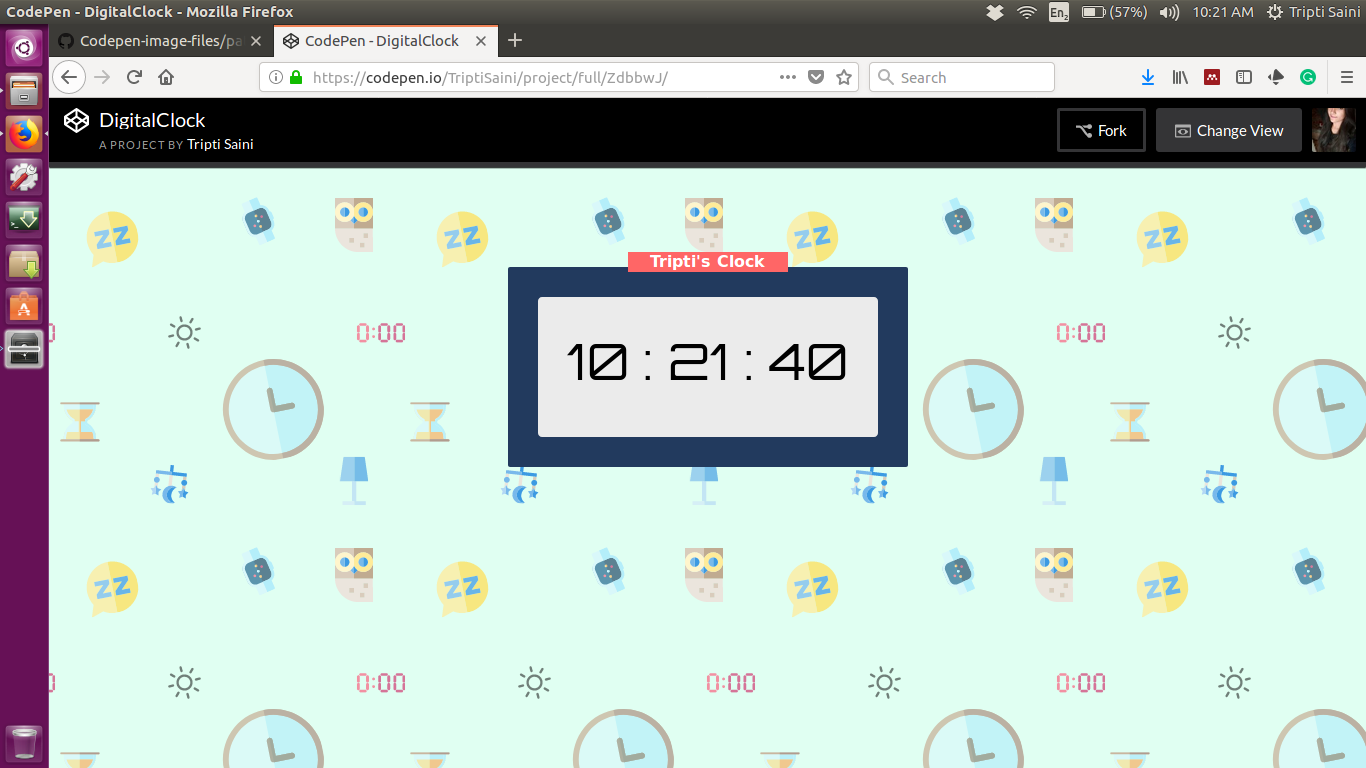 CodePen - DigitalClock - Mozilla Firefox
En2 (57%) 10:21 AM Tripti Saini
Codepen-image-files/pa CodePen - DigitalClock
https://codepen.io/TriptiSaini/project/full/ZdbbwJ/ Search
DigitalClock
A PROJECT BY Tripti Saini
Fork Change View
zz zz zz zz
Tripti's Clock
0:00 0:00
10 : 21 : 40
zz zz zz zz
0:00 0:00 0:00